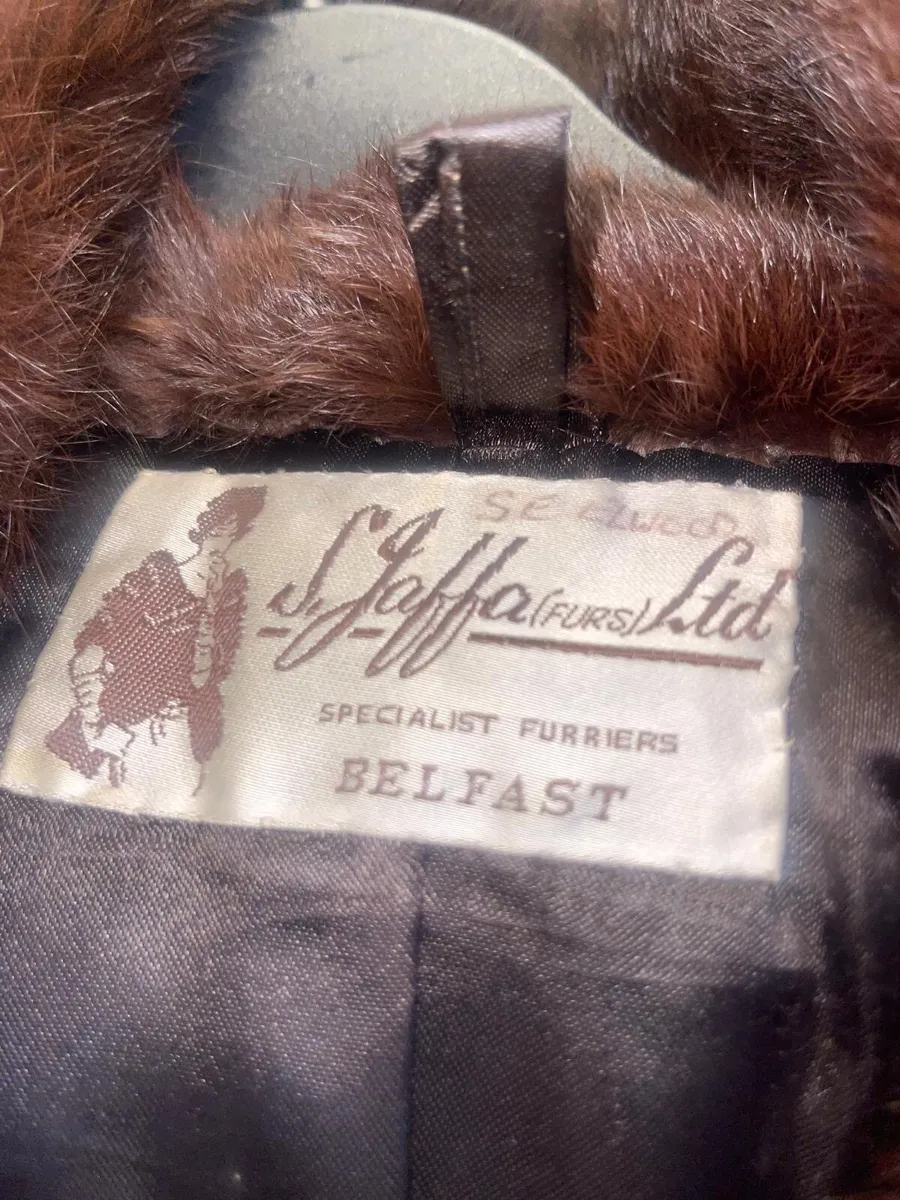 S. Jaffa (FURS) Ltd
SPECIALIST FURRIERS
BELFAST